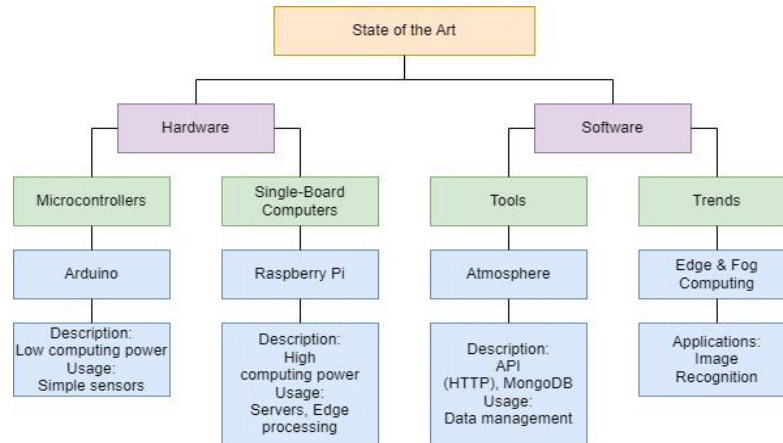 State of the Art
Hardware
Software
Microcontrollers
Single-Board
Computers
Tools
Trends
Arduino
Raspberry Pi
Atmosphere
Edge & Fog
Computing
Description:
Low computing power
Usage:
Simple sensors
Description:
High
computing power
Usage:
Servers, Edge
processing
Description:
API
(HTTP), MongoDB
Usage:
Data management
Applications:
Image
Recognition